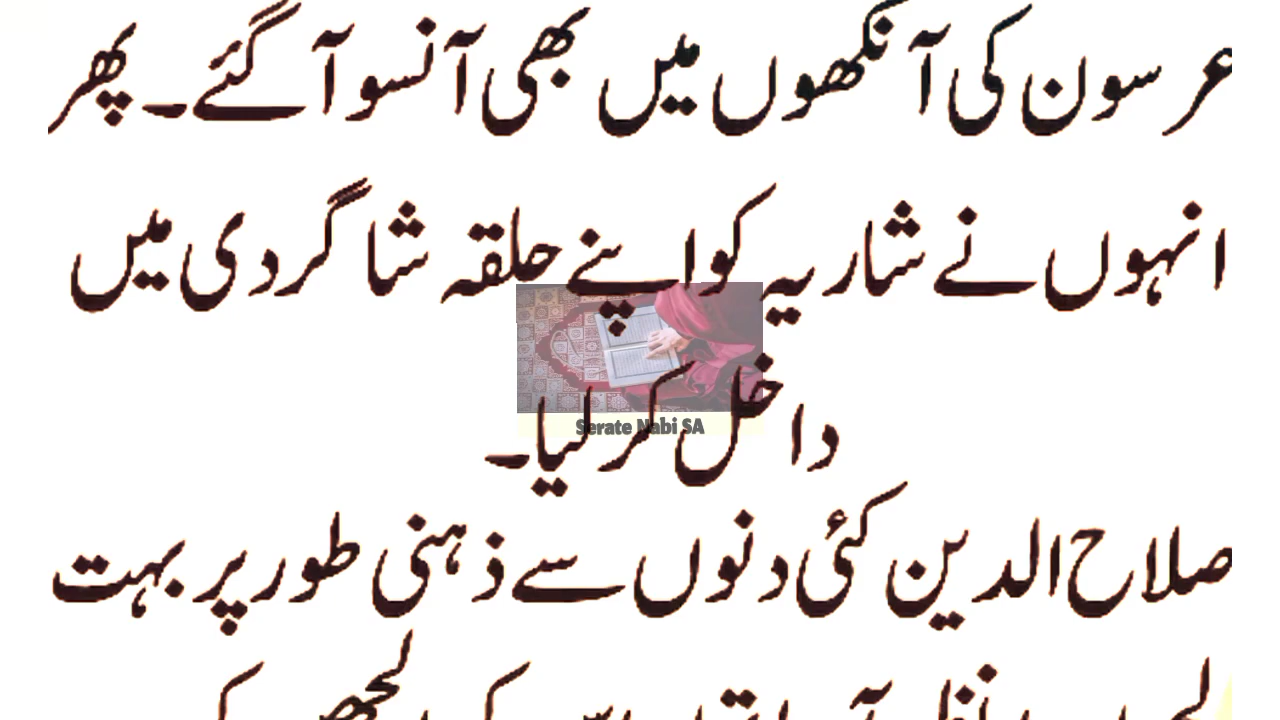 عرسون کی آنکھوں میں بھی آنسو آ گئے۔ پھر
انہوں نے شاریہ کو اپنے حلقہ شاگردی میں
داخل کر لیا۔
Serate Nabi SA
صلاح الدین کئی دنوں سے ذہنی طور پر بہت